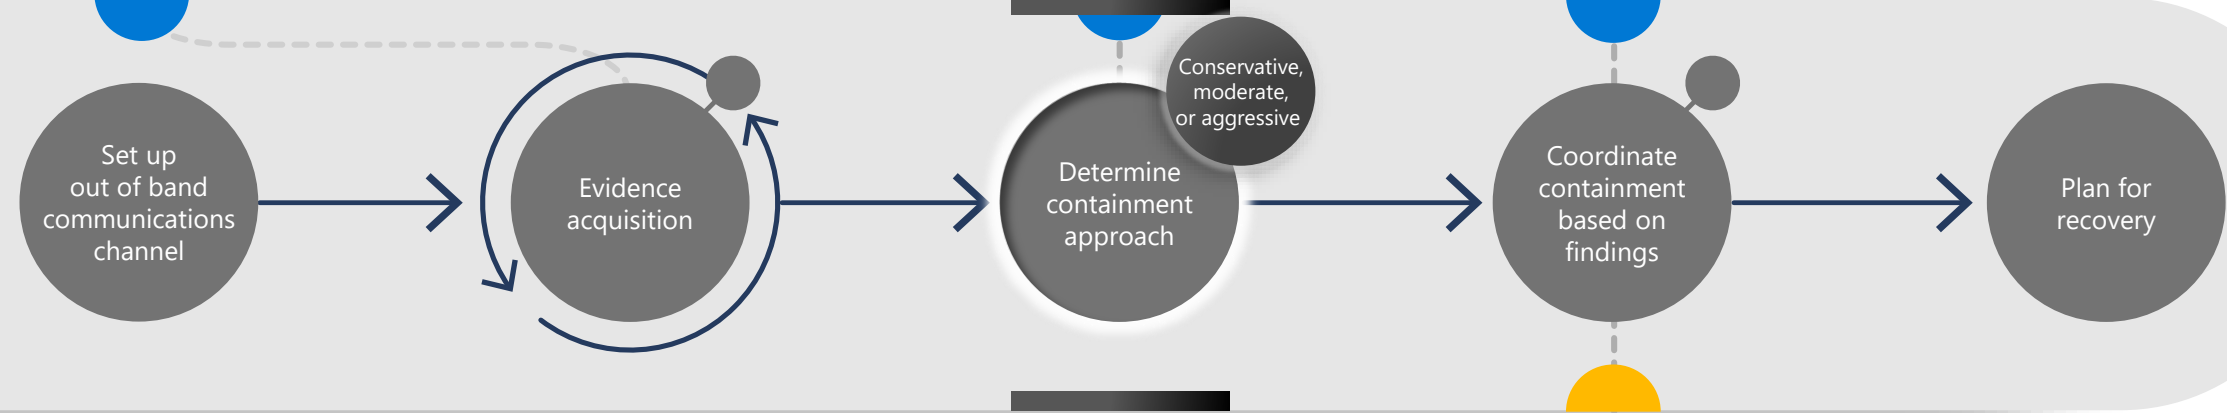 Set up
out of band
communications
channel
Evidence
acquisition
Conservative,
moderate,
or aggressive
Determine
containment
approach
Coordinate
containment
based on
findings
Plan for
recovery